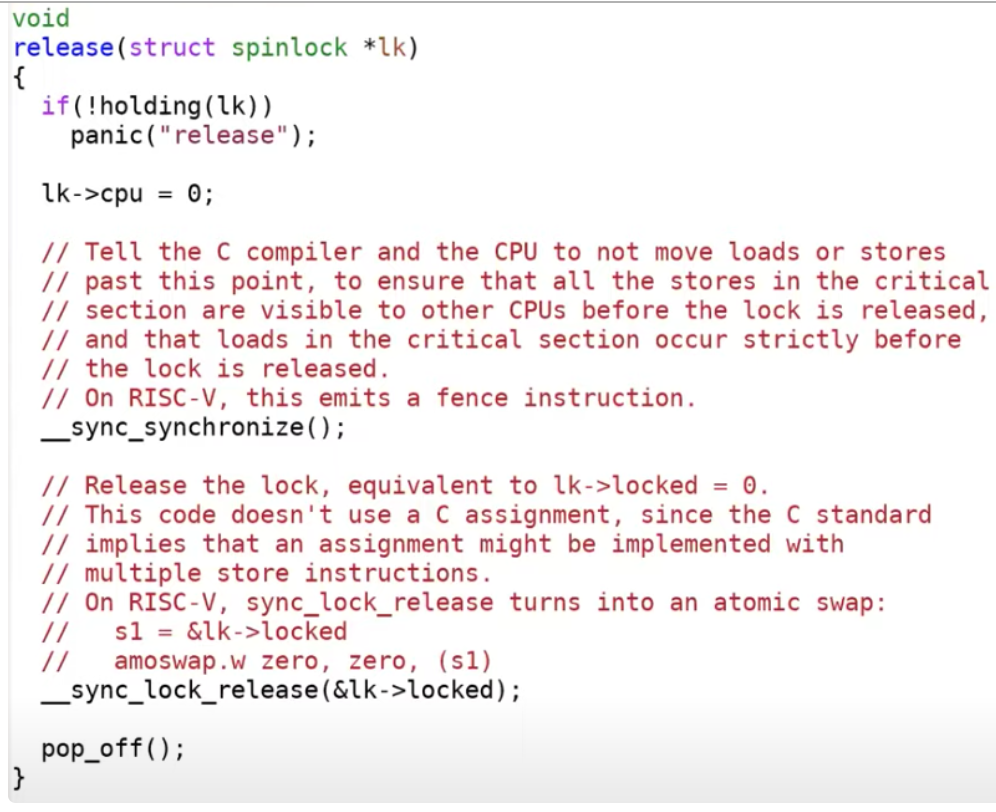 void
release(struct spinlock *lk)
{
  if(!holding(lk))
    panic("release");

  lk->cpu = 0;

  // Tell the C compiler and the CPU to not move loads or stores
  // past this point, to ensure that all the stores in the critical
  // section are visible to other CPUs before the lock is released,
  // and that loads in the critical section occur strictly before
  // the lock is released.
  // On RISC-V, this emits a fence instruction.
  __sync_synchronize();

  // Release the lock, equivalent to lk->locked = 0.
  // This code doesn't use a C assignment, since the C standard
  // implies that an assignment might be implemented with
  // multiple store instructions.
  // On RISC-V, sync_lock_release turns into an atomic swap:
  //   s1 = &lk->locked
  //   amoswap.w zero, zero, (s1)
  __sync_lock_release(&lk->locked);

  pop_off();
}